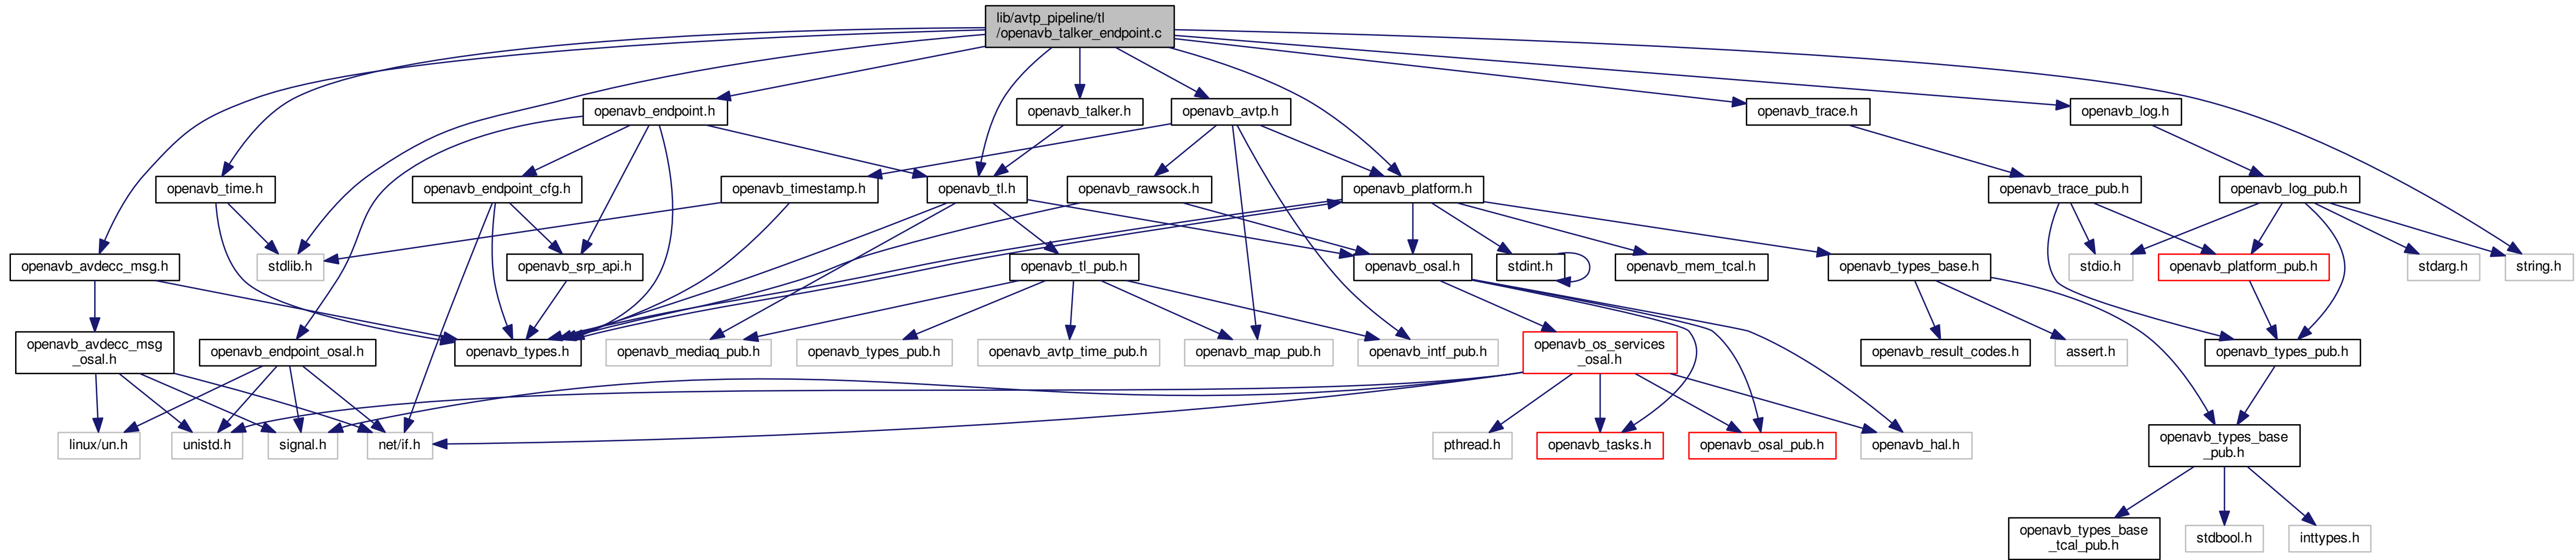 lib/avtp_pipeline/tl
/openavb_talker_endpoint.c
openavb_endpoint.h
openavb_talker.h
openavb_avtp.h
openavb_trace.h
openavb_log.h
openavb_time.h
openavb_endpoint_cfg.h
openavb_timestamp.h
openavb_tl.h
openavb_rawsock.h
openavb_platform.h
openavb_trace_pub.h
openavb_log_pub.h
openavb_avdecc_msg.h
stdlib.h
openavb_srp_api.h
openavb_tl_pub.h
openavb_osal.h
stdint.h
openavb_mem_tcal.h
openavb_types_base.h
stdio.h
openavb_platform_pub.h
stdarg.h
string.h
openavb_avdecc_msg
_osal.h
openavb_endpoint_osal.h
openavb_types.h
openavb_mediaq_pub.h
openavb_types_pub.h
openavb_avtp_time_pub.h
openavb_map_pub.h
openavb_intf_pub.h
openavb_os_services
_osal.h
openavb_result_codes.h
assert.h
openavb_types_pub.h
linux/un.h
unistd.h
signal.h
net/if.h
pthread.h
openavb_tasks.h
openavb_osal_pub.h
openavb_hal.h
openavb_types_base
_pub.h
openavb_types_base
_tcal_pub.h
stdbool.h
inttypes.h